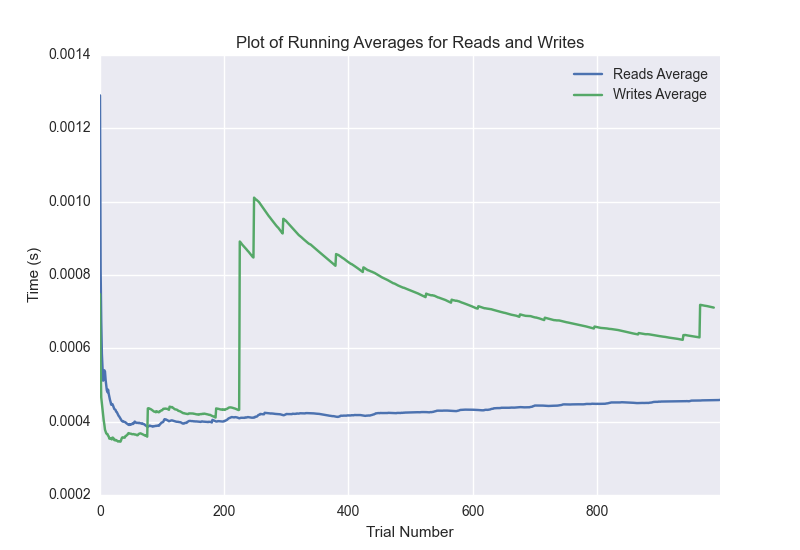 Plot of Running Averages for Reads and Writes
0.0014
0.0012
0.0010
0.0008
0.0006
0.0004
0.0002
Time (s)
Reads Average
Writes Average
0 200 400 600 800
Trial Number